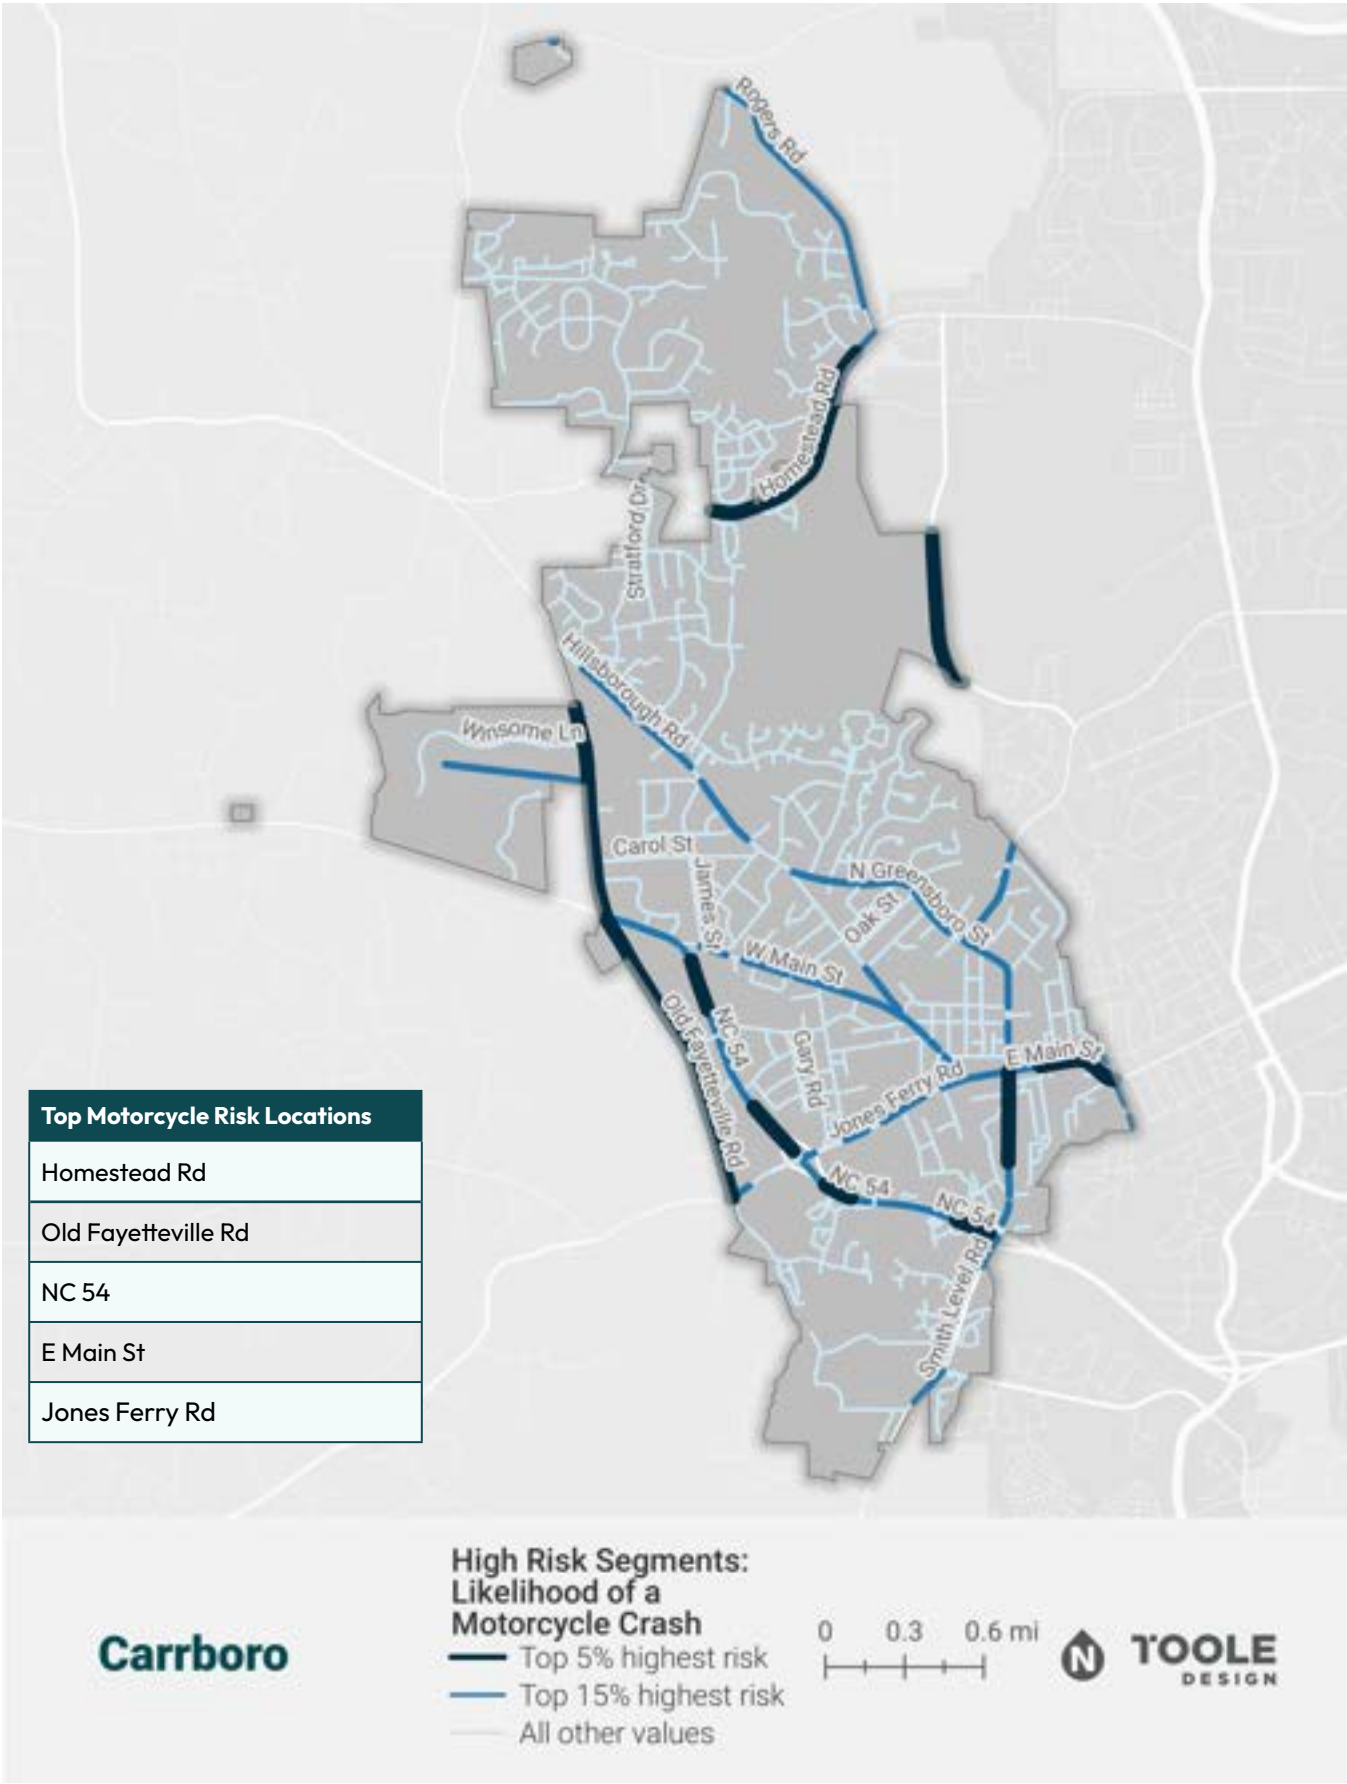 Rogers Rd
Homestead Rd
Stratford Dr
Hillsborough Rd
Winsome Ln
Carol St
James St
N Greensboro St
Oak St
W Main St
Old Fayetteville Rd
NC 54
Gary Rd
E Main St
Jones Ferry Rd
NC 54
NC 54
Smith Level Rd
Top Motorcycle Risk Locations
Homestead Rd
Old Fayetteville Rd
NC 54
E Main St
Jones Ferry Rd
Carrboro
High Risk Segments:
Likelihood of a
Motorcycle Crash
Top 5% highest risk
Top 15% highest risk
All other values
0 0.3 0.6 mi
N
TOOLE
DESIGN